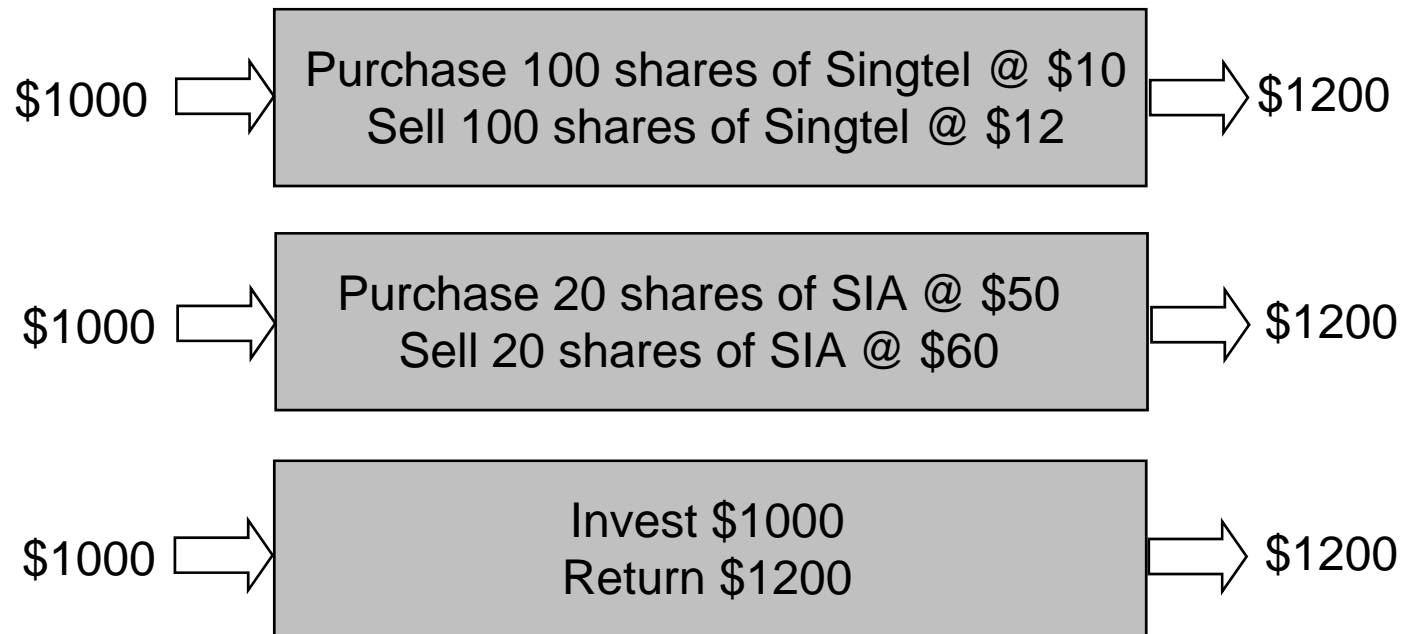 $1000
Purchase 100 shares of Singtel @ $10
Sell 100 shares of Singtel @ $12
$1200
$1000
Purchase 20 shares of SIA @ $50
Sell 20 shares of SIA @ $60
$1200
$1000
Invest $1000
Return $1200
$1200